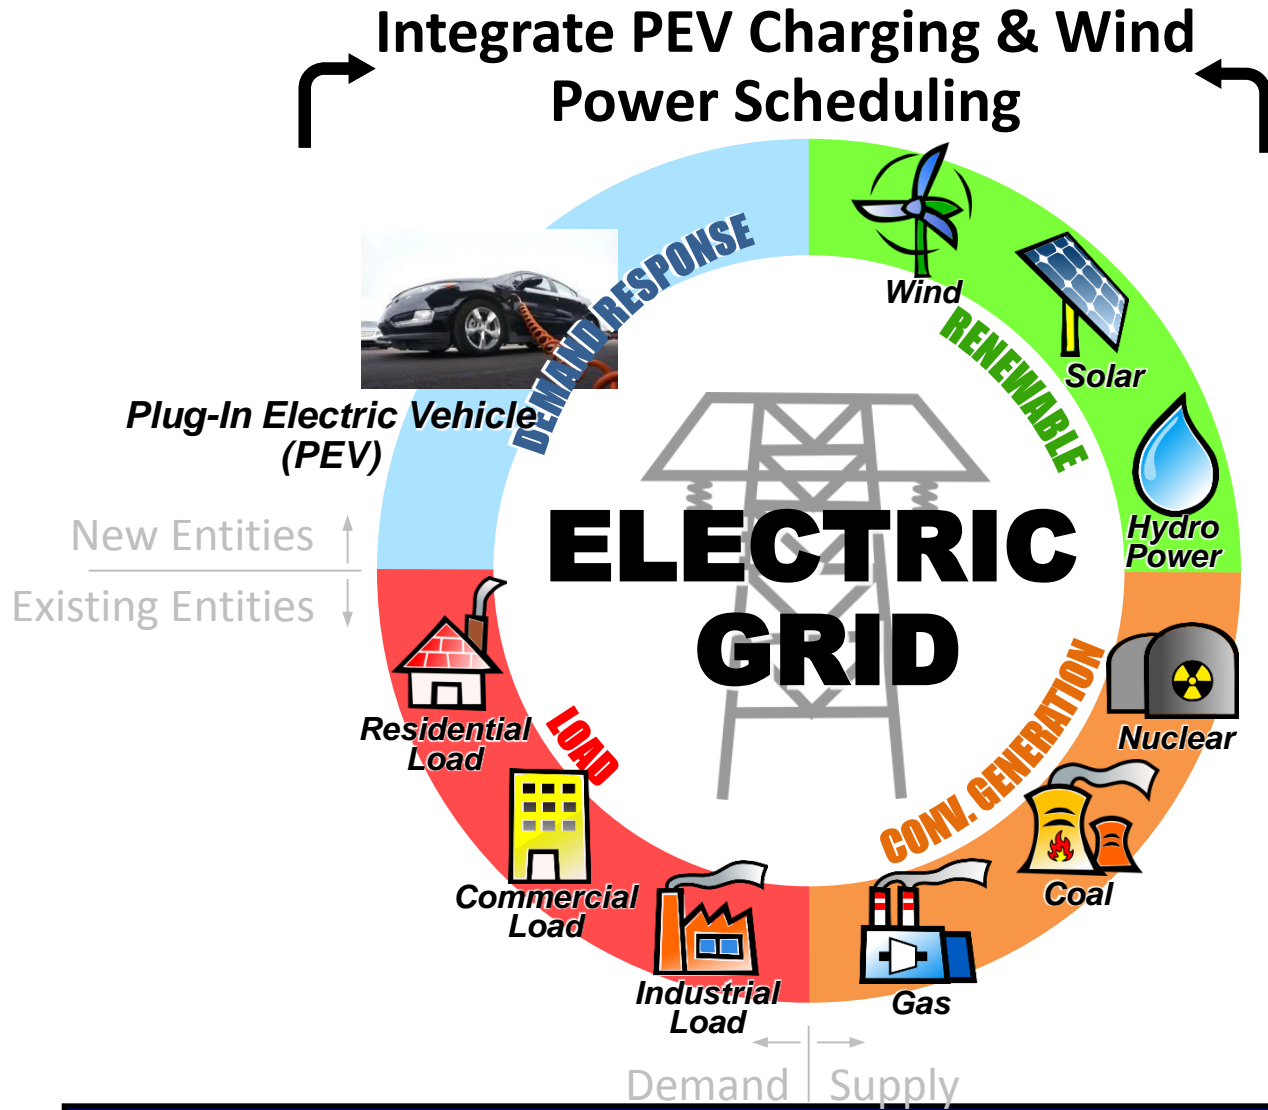 Integrate PEV Charging & Wind
Power Scheduling
DEMAND RESPONSE
Wind
RENEWABLE
Solar
Plug-In Electric Vehicle
(PEV)
Hydro
Power
New Entities
Existing Entities
ELECTRIC
GRID
Residential
Load
LOAD
CONV. GENERATION
Nuclear
Commercial
Load
Coal
Industrial
Load
Gas
Demand
Supply